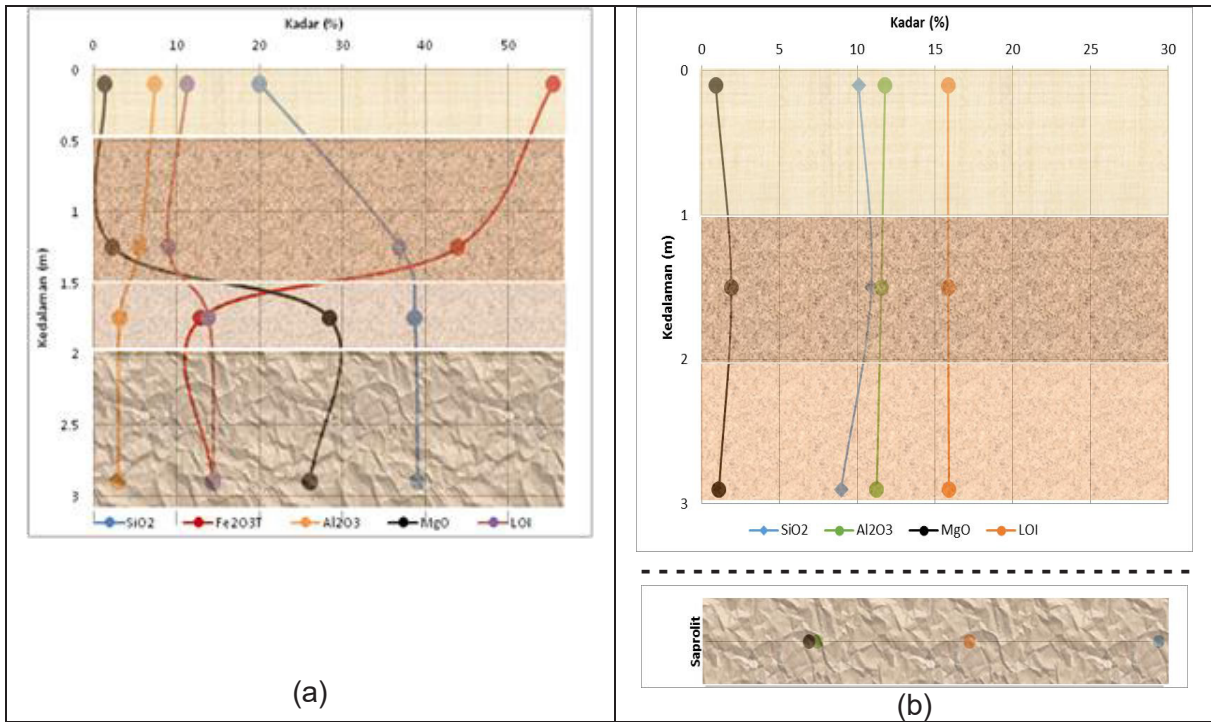 Kadar (%)
0 10 20 30 40 50
Kedalaman (m)
0
0.5
1
1.5
2
2.5
3
SiO2 Fe2O3T Al2O3 MgO LOI
(a)
Kadar (%)
0 5 10 15 20 25 30
Kedalaman (m)
0
1
2
3
SiO2 Al2O3 MgO LOI
Saprolit
(b)